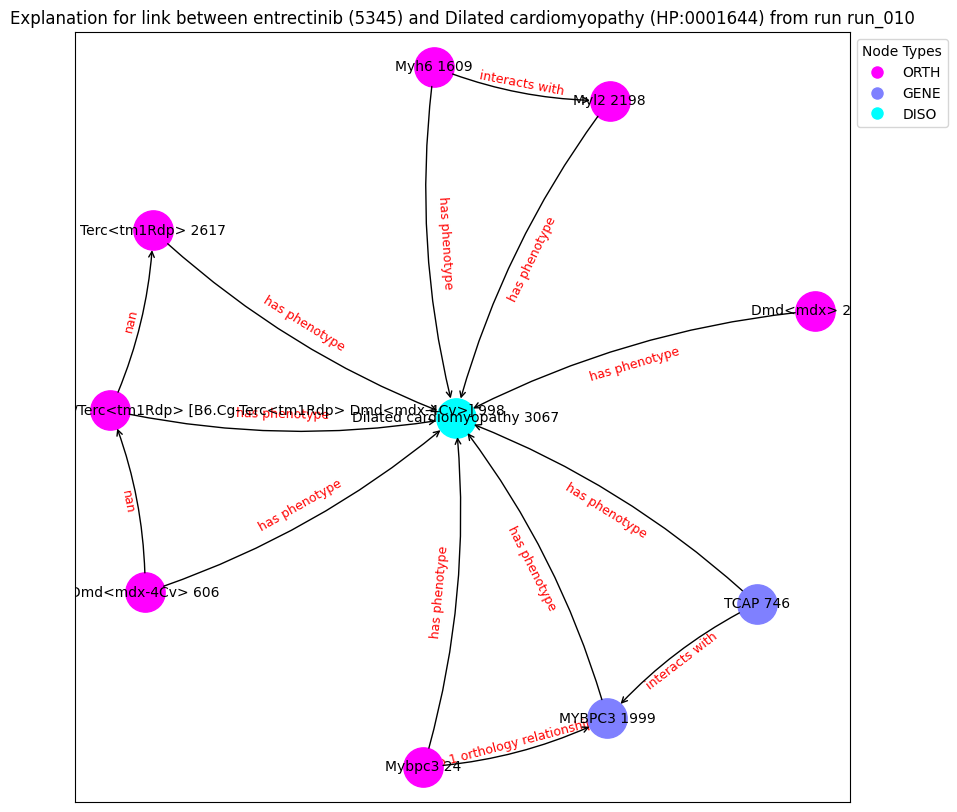 Explanation for link between entrectinib (5345) and Dilated cardiomyopathy (HP:0001644) from run run_010
Node Types
ORTH
GENE
DISO
Myh6 1609
interacts with
Myl2 2198
Terc<tm1Rdp> 2617
has phenotype
has phenotype
has phenotype
Dmd<mdx> 2
has phenotype
nan
/Terc<tm1Rdp> [B6.Cg-Terc<tm1Rdp> Dmd<mdx-4Cv>] 998
has phenotype
Dilated cardiomyopathy 3067
nan
has phenotype
has phenotype
has phenotype
has phenotype
Dmd<mdx-4Cv> 606
TCAP 746
interacts with
MYBPC3 1999
1 orthology relationship
Mybpc3 24